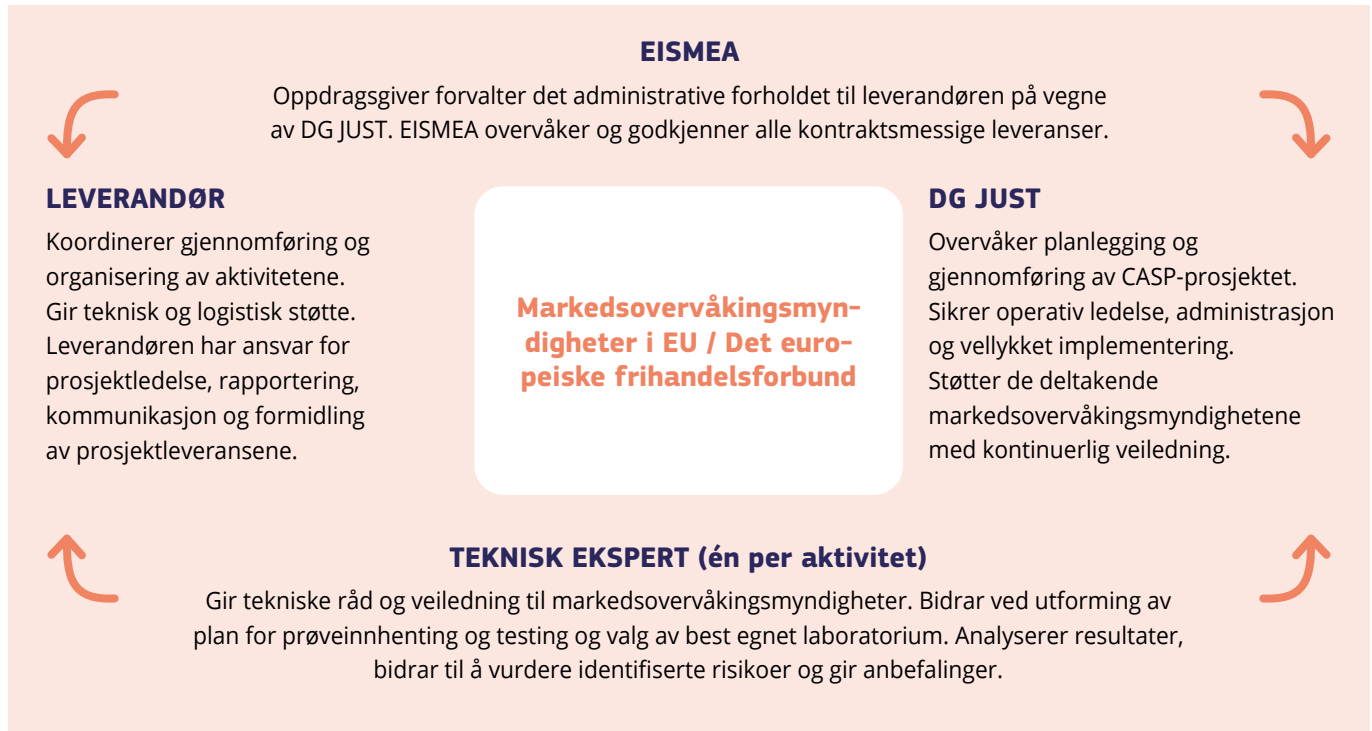 EISMEA
Oppdragsgiver forvalter det administrative forholdet til leverandøren på vegne
av DG JUST. EISMEA overvåker og godkjenner alle kontraktsmessige leveranser.
LEVERANDØR
Koordinerer gjennomføring og
organisering av aktivitetene.
Gir teknisk og logistisk støtte.
Leverandøren har ansvar for
prosjektledelse, rapportering,
kommunikasjon og formidling
av prosjektleveransene.
Markedsovervåkingsmyn-
digheter i EU / Det euro-
peiske frihandelsforbund
DG JUST
Overvåker planlegging og
gjennomføring av CASP-prosjektet.
Sikrer operativ ledelse, administrasjon
og vellykket implementering.
Støtter de deltakende
markedsovervåkingsmyndighetene
med kontinuerlig veiledning.
TEKNISK EKSPERT (én per aktivitet)
Gir tekniske råd og veiledning til markedsovervåkingsmyndigheter. Bidrar ved utforming av
plan for prøveinnhenting og testing og valg av best egnet laboratorium. Analyserer resultater,
bidrar til å vurdere identifiserte risikoer og gir anbefalinger.